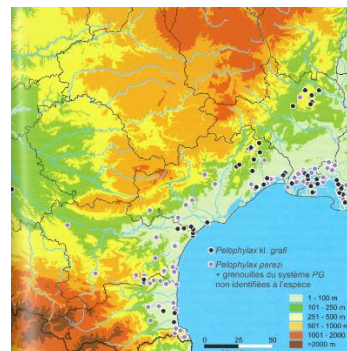 Pelophylax kl. grafi
Pelophylax perezi
+ grenouilles du système PG
non identifiées à l'espèce
1 - 100 m
101 - 250 m
251 - 500 m
501 - 1000 m
1001 - 2000 m
>2000 m
0
50 km